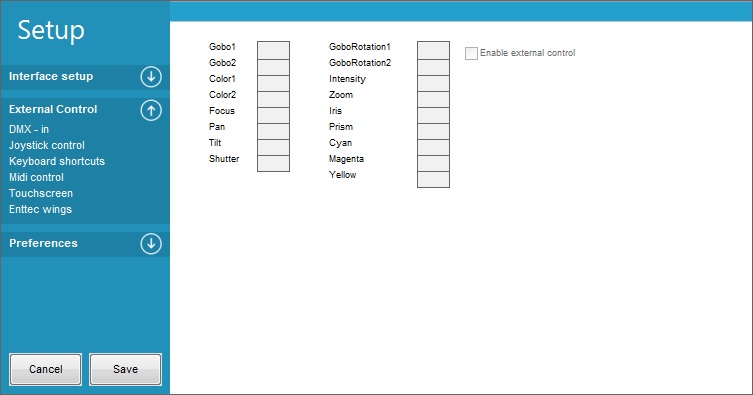 Setup
Interface setup
External Control
DMX - in
Joystick control
Keyboard shortcuts
Midi control
Touchscreen
Enttec wings
Preferences
Cancel
Save
Gobo1
Gobo2
Color1
Color2
Focus
Pan
Tilt
Shutter
GoboRotation1
GoboRotation2
Intensity
Zoom
Iris
Prism
Cyan
Magenta
Yellow
Enable external control